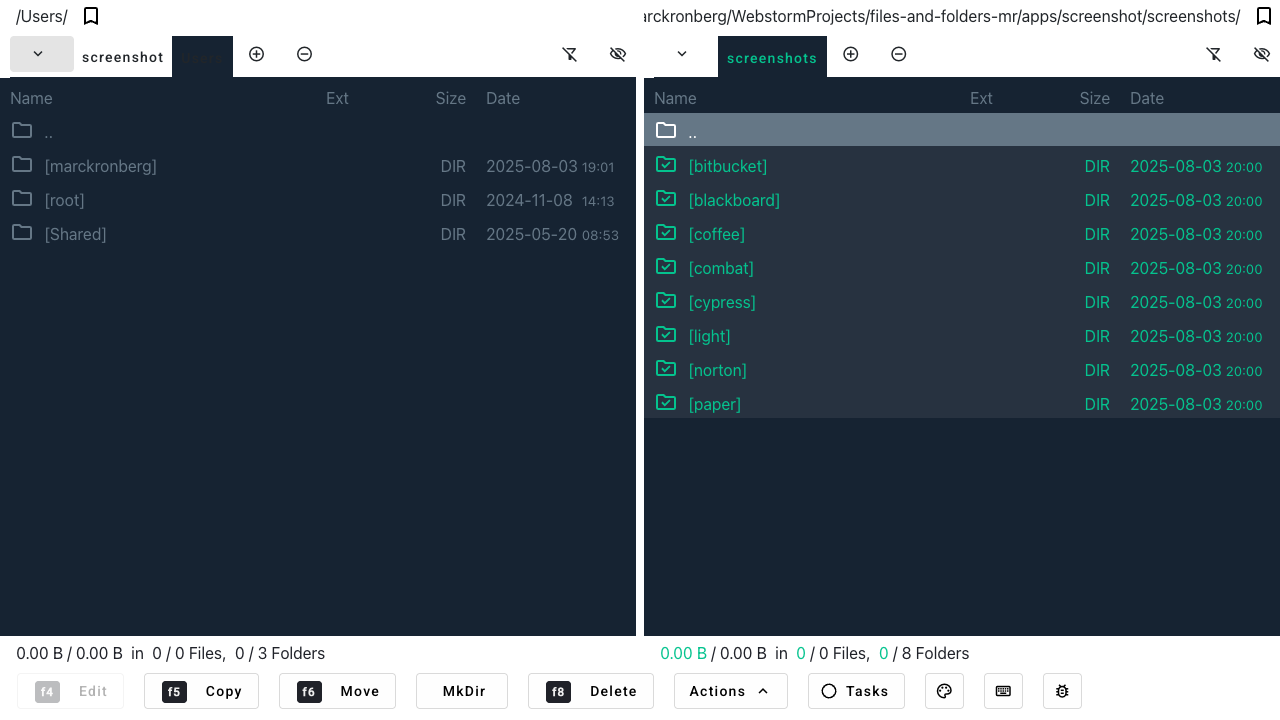 /Users/
screenshot
Name Ext Size Date
..
[marckronberg] DIR 2025-08-03 19:01
[root] DIR 2024-11-08 14:13
[Shared] DIR 2025-05-20 08:53
0.00 B / 0.00 B in 0 / 0 Files, 0 / 3 Folders
arckronberg/WebstormProjects/files-and-folders-mr/apps/screenshot/screenshots/
screenshots
Name Ext Size Date
..
[bitbucket] DIR 2025-08-03 20:00
[blackboard] DIR 2025-08-03 20:00
[coffee] DIR 2025-08-03 20:00
[combat] DIR 2025-08-03 20:00
[cypress] DIR 2025-08-03 20:00
[light] DIR 2025-08-03 20:00
[norton] DIR 2025-08-03 20:00
[paper] DIR 2025-08-03 20:00
0.00 B / 0.00 B in 0 / 0 Files, 0 / 8 Folders
f4 Edit f5 Copy f6 Move MkDir f8 Delete Actions Tasks